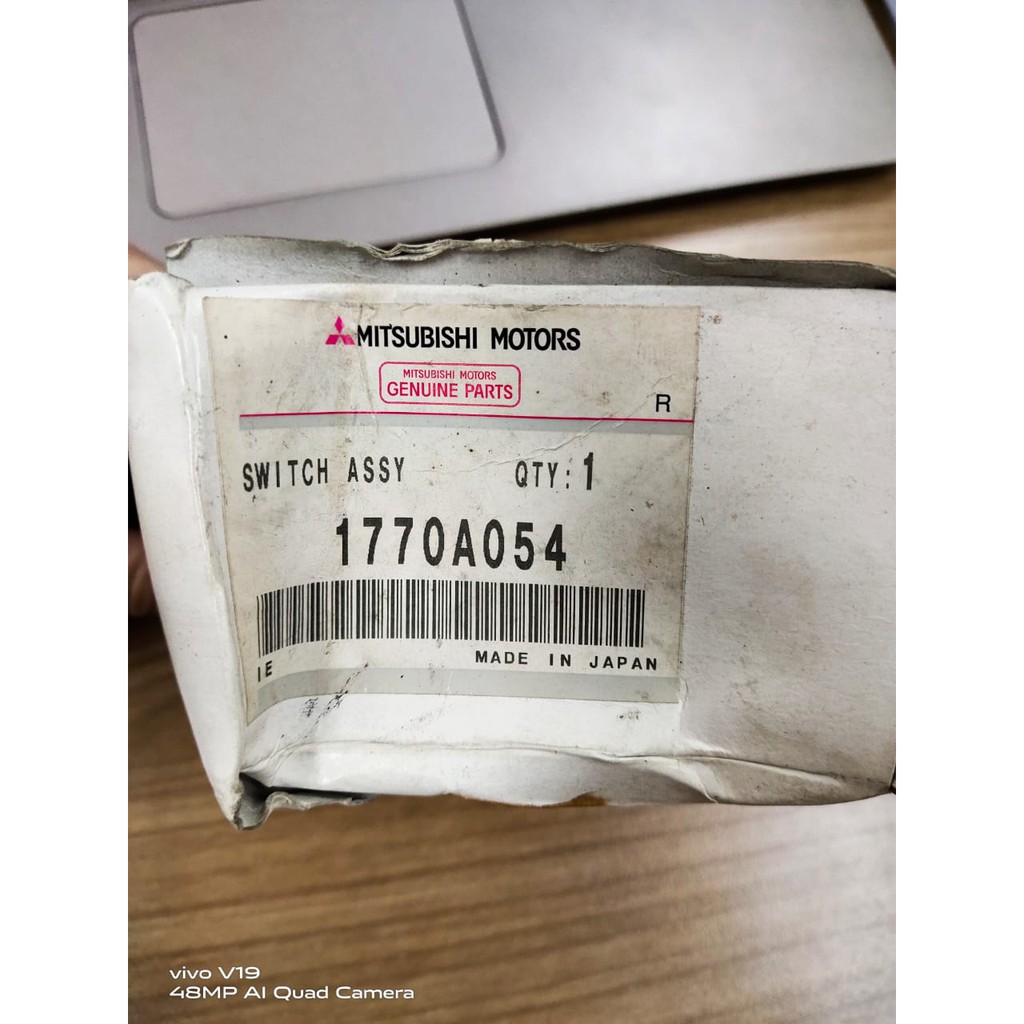 MITSUBISHI MOTORS
MITSUBISHI MOTORS
GENUINE PARTS
R
SWITCH ASSY QTY: 1
1770A054
IE MADE IN JAPAN
vivo V19
48MP AI Quad Camera